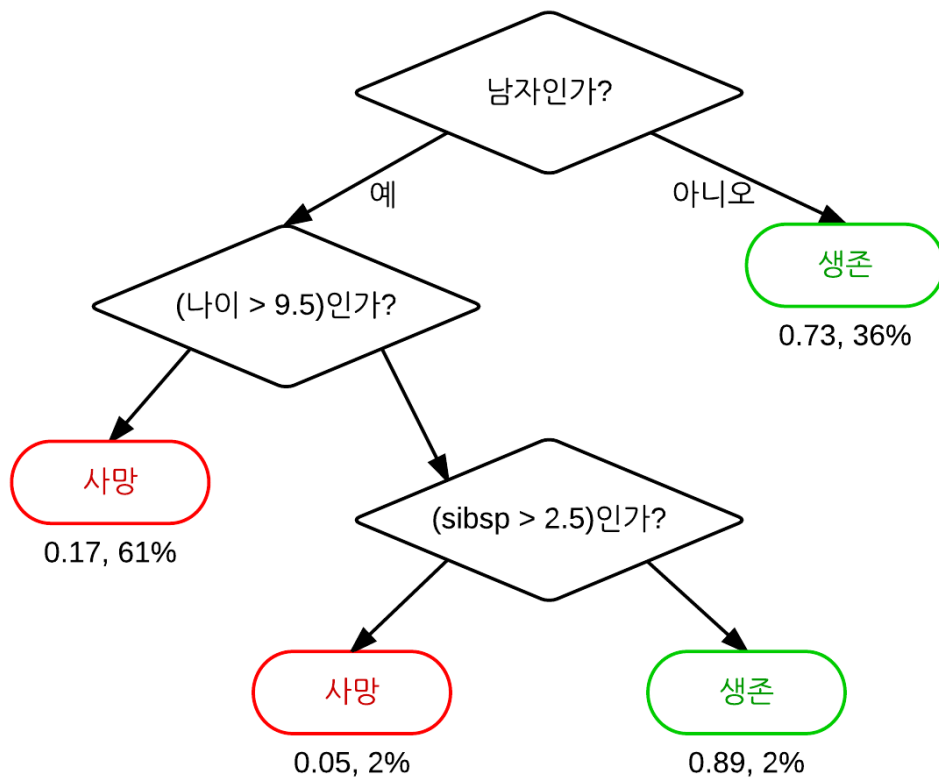 남자인가?
예
아니오
생존
0.73, 36%
(나이 > 9.5)인가?
사망
0.17, 61%
(sibsp > 2.5)인가?
사망
0.05, 2%
생존
0.89, 2%